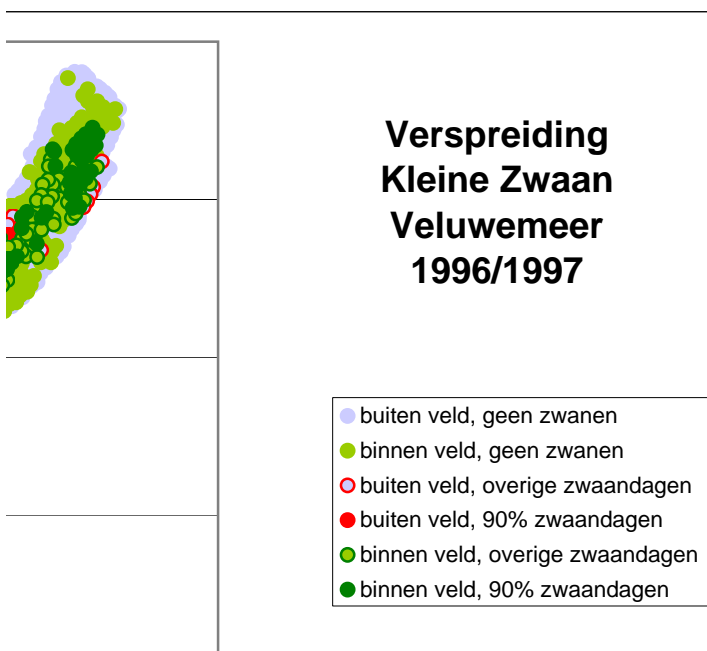 Verspreiding
Kleine Zwaan
Veluwemeer
1996/1997
buiten veld, geen zwanen
binnen veld, geen zwanen
buiten veld, overige zwaandagen
buiten veld, 90% zwaandagen
binnen veld, overige zwaandagen
binnen veld, 90% zwaandagen